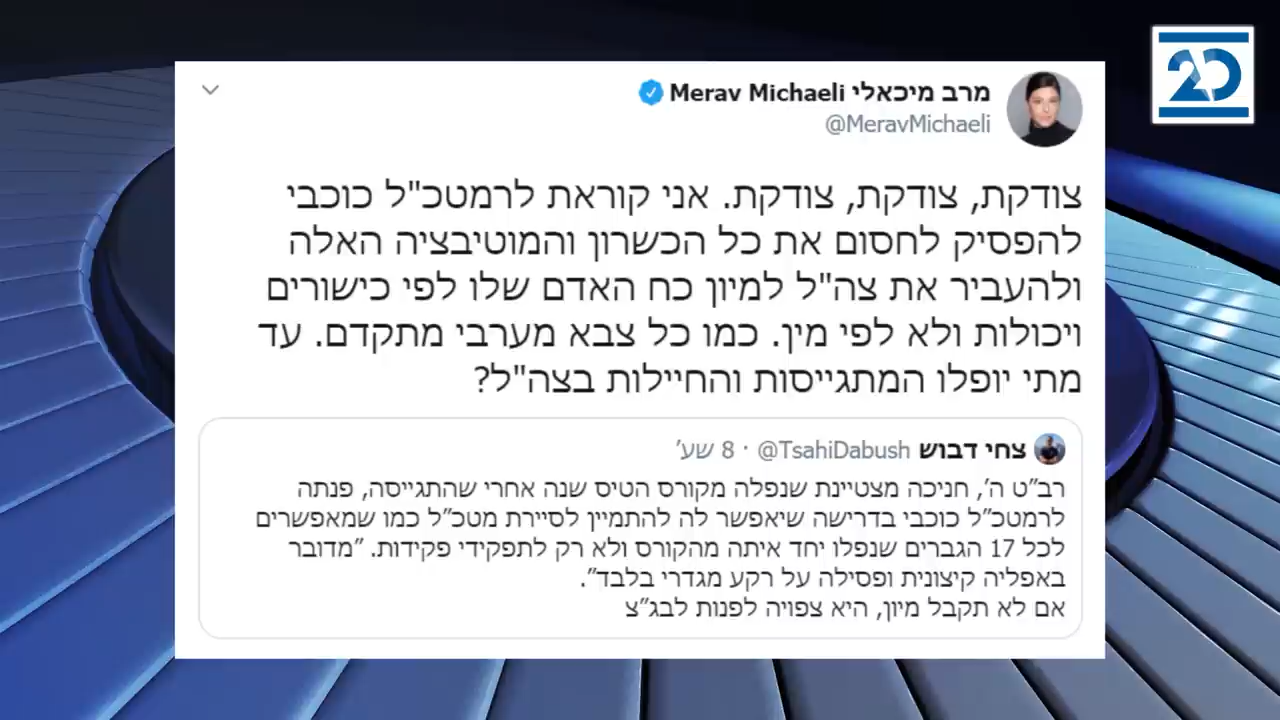 20
מרב מיכאלי Merav Michaeli
@MeravMichaeli
צודקת, צודקת, צודקת. אני קוראת לרמטכ"ל כוכבי
להפסיק לחסום את כל הכשרון והמוטיבציה האלה
ולהעביר את צה"ל למיון כח האדם שלו לפי כישורים
ויכולות ולא לפי מין. כמו כל צבא מערבי מתקדם. עד
מתי יופלו המתגייסות והחיילות בצה"ל?
צחי דבוש @TsahiDabush · 8 שע׳
רב״ט ה׳, חניכה מצטיינת שנפלה מקורס הטיס שנה אחרי שהתגייסה, פנתה
לרמטכ״ל כוכבי בדרישה שיאפשר לה להתמיין לסיירת מטכ״ל כמו שמאפשרים
לכל 17 הגברים שנפלו יחד איתה מהקורס ולא רק לתפקידי פקידות. ״מדובר
באפליה קיצונית ופסילה על רקע מגדרי בלבד״.
אם לא תקבל מיון, היא צפויה לפנות לבג״צ